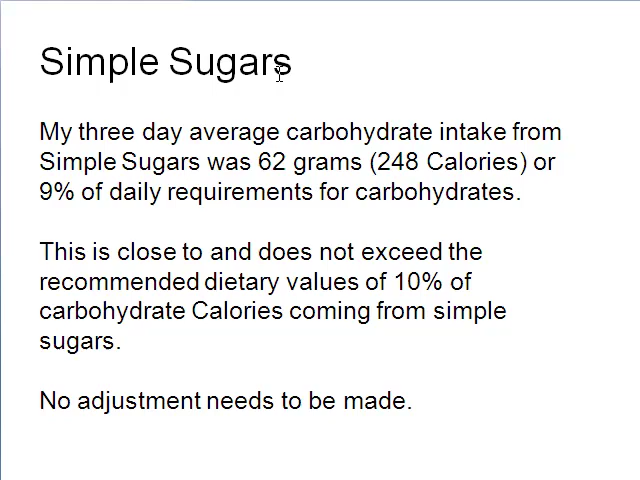 Simple Sugars
My three day average carbohydrate intake from
Simple Sugars was 62 grams (248 Calories) or
9% of daily requirements for carbohydrates.
This is close to and does not exceed the
recommended dietary values of 10% of
carbohydrate Calories coming from simple
sugars.
No adjustment needs to be made.